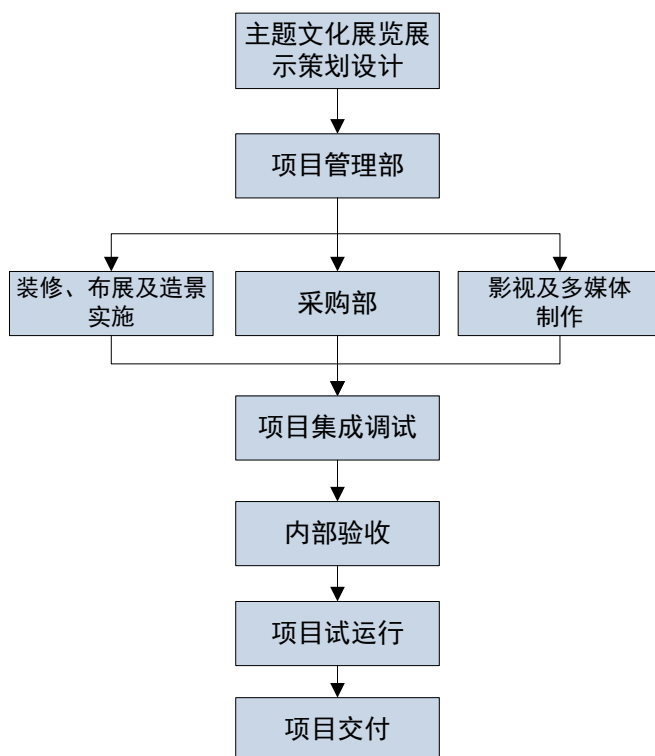 主题文化展览展
示策划设计
项目管理部
装修、布展及造景
实施
采购部
影视及多媒体
制作
项目集成调试
内部验收
项目试运行
项目交付